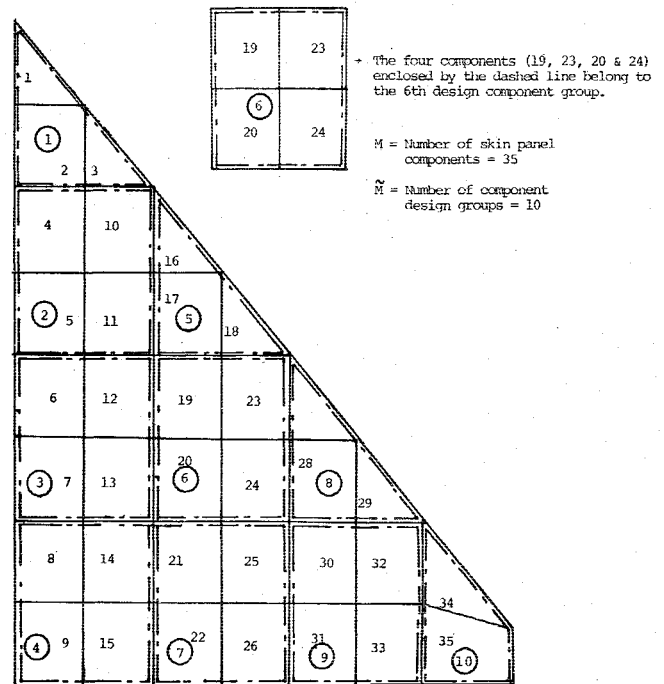 19 23
→ The four components (19, 23, 20 & 24)
enclosed by the dashed line belong to
the 6th design component group.
6
20 24
M = Number of skin panel
components = 35
M̃ = Number of component
design groups = 10
1
1
2 3
4 10
16
17
2 5 11 5
18
6 12 19 23
20
28
3 7 13 6 24 8
29
8 14 21 25 30 32
34
22 31 35
4 9 15 7 26 9 33 10